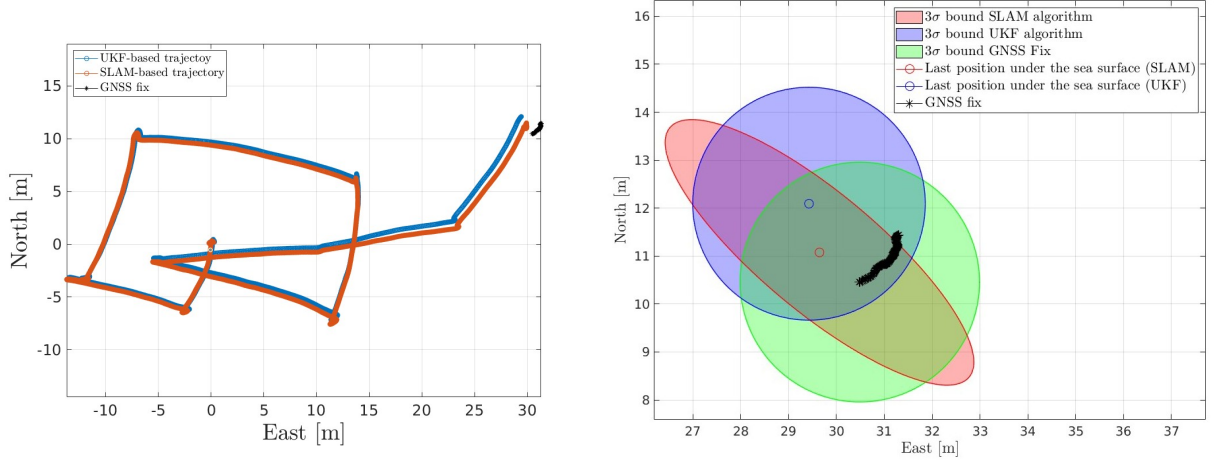 UKF-based trajectoy
SLAM-based trajectory
GNSS fix
15
10
5
0
-5
-10
North [m]
-10
-5
0
5
10
15
20
25
30
East [m]
3σ bound SLAM algorithm
3σ bound UKF algorithm
3σ bound GNSS Fix
Last position under the sea surface (SLAM)
Last position under the sea surface (UKF)
GNSS fix
16
15
14
13
12
11
10
9
8
North [m]
27
28
29
30
31
32
33
34
35
36
37
East [m]